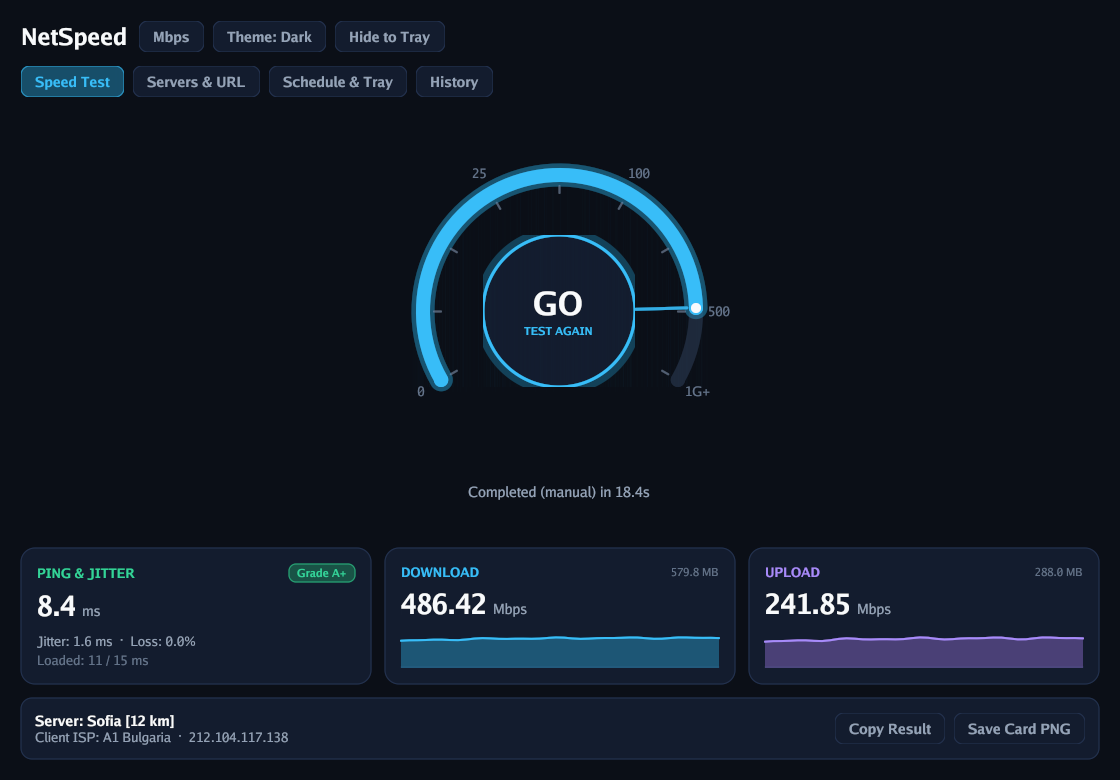 NetSpeed Mbps Theme: Dark Hide to Tray
Speed Test Servers & URL Schedule & Tray History
25 100
GO
TEST AGAIN
500
0 1G+
Completed (manual) in 18.4s
PING & JITTER Grade A+
8.4 ms
Jitter: 1.6 ms · Loss: 0.0%
Loaded: 11 / 15 ms
DOWNLOAD 579.8 MB
486.42 Mbps
UPLOAD 288.0 MB
241.85 Mbps
Server: Sofia [12 km]
Client ISP: A1 Bulgaria · 212.104.117.138
Copy Result Save Card PNG